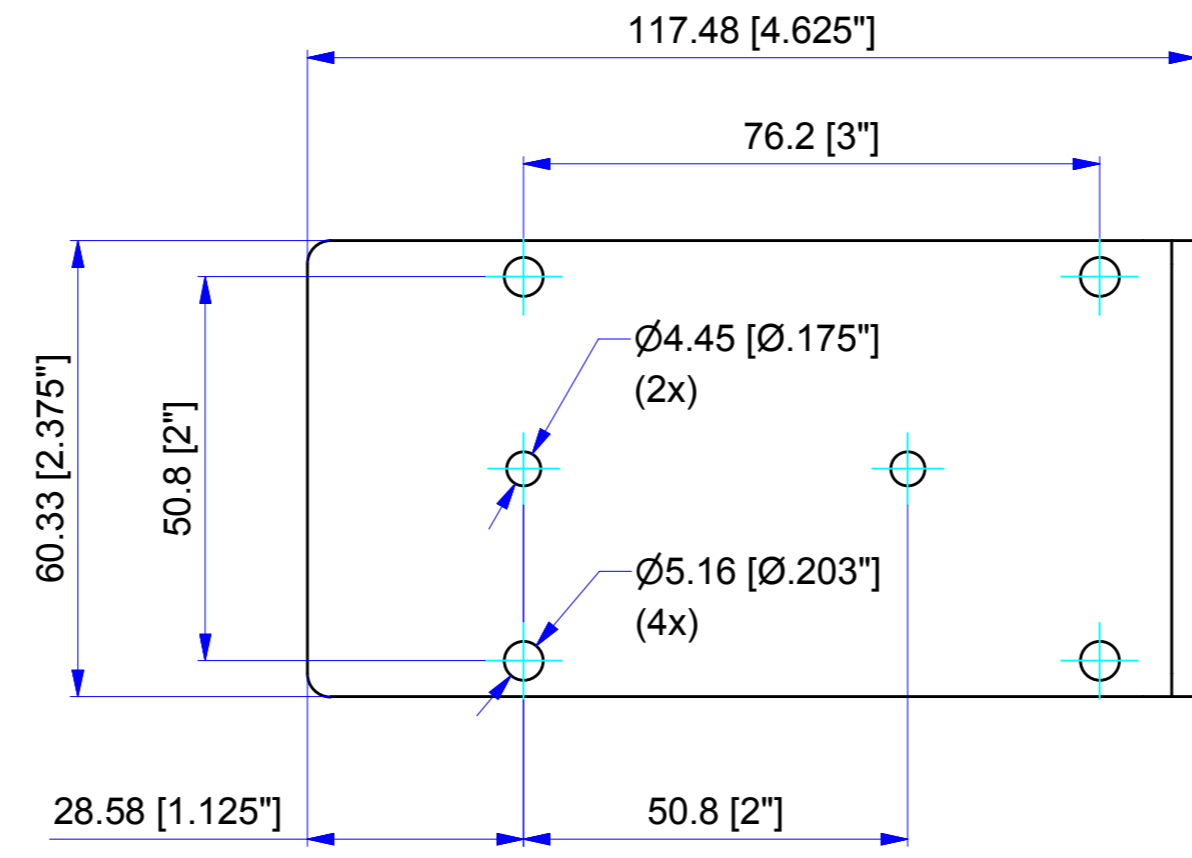 117.48 [4.625"]
76.2 [3"]
Ø4.45 [Ø.175"]
(2x)
60.33 [2.375"]
50.8 [2"]
Ø5.16 [Ø.203"]
(4x)
28.58 [1.125"]
50.8 [2"]